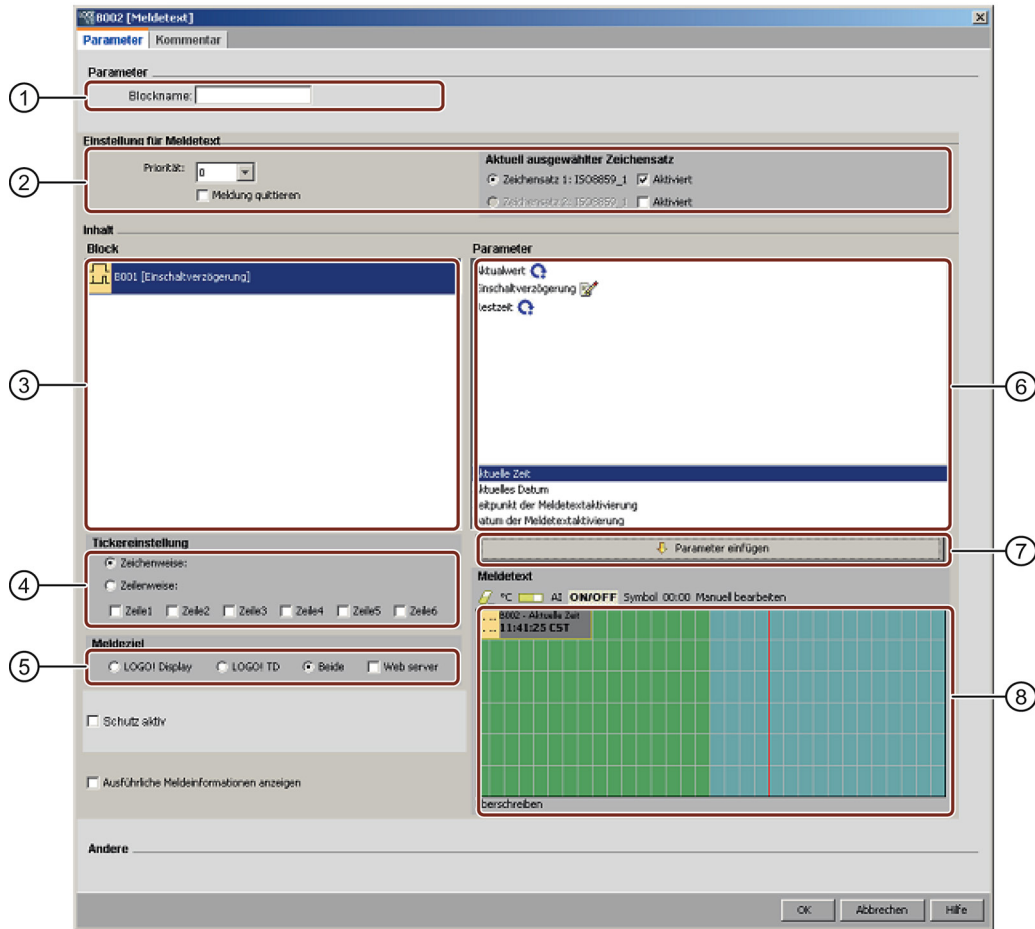 B002 [Meldetext]
Parameter Kommentar
Parameter
1
Blockname:
Einstellung für Meldetext
2
Priorität: 0
Meldung quittieren
Aktuell ausgewählter Zeichensatz
Zeichensatz 1: ISO8859_1 Aktiviert
Zeichensatz 2: ISO8859_1 Aktiviert
Inhalt
Block
B001 [Einschaltverzögerung]
3
Parameter
ktualwert
inschaltverzögerung
estzeit
6
ktuelle Zeit
ktuelles Datum
eitpunkt der Meldetextaktivierung
atum der Meldetextaktivierung
Tickereinstellung
4
Zeichenweise:
Zeilenweise:
Zeile1 Zeile2 Zeile3 Zeile4 Zeile5 Zeile6
Meldeziel
5
LOGO! Display LOGO! TD Beide Web server
Schutz aktiv
Ausführliche Meldeinformationen anzeigen
Parameter einfügen
7
Meldetext
°C AI ON/OFF Symbol 00:00 Manuell bearbeiten
B002 - Aktuelle Zeit
11:41:25 CST
8
berschreiben
Andere
OK Abbrechen Hilfe